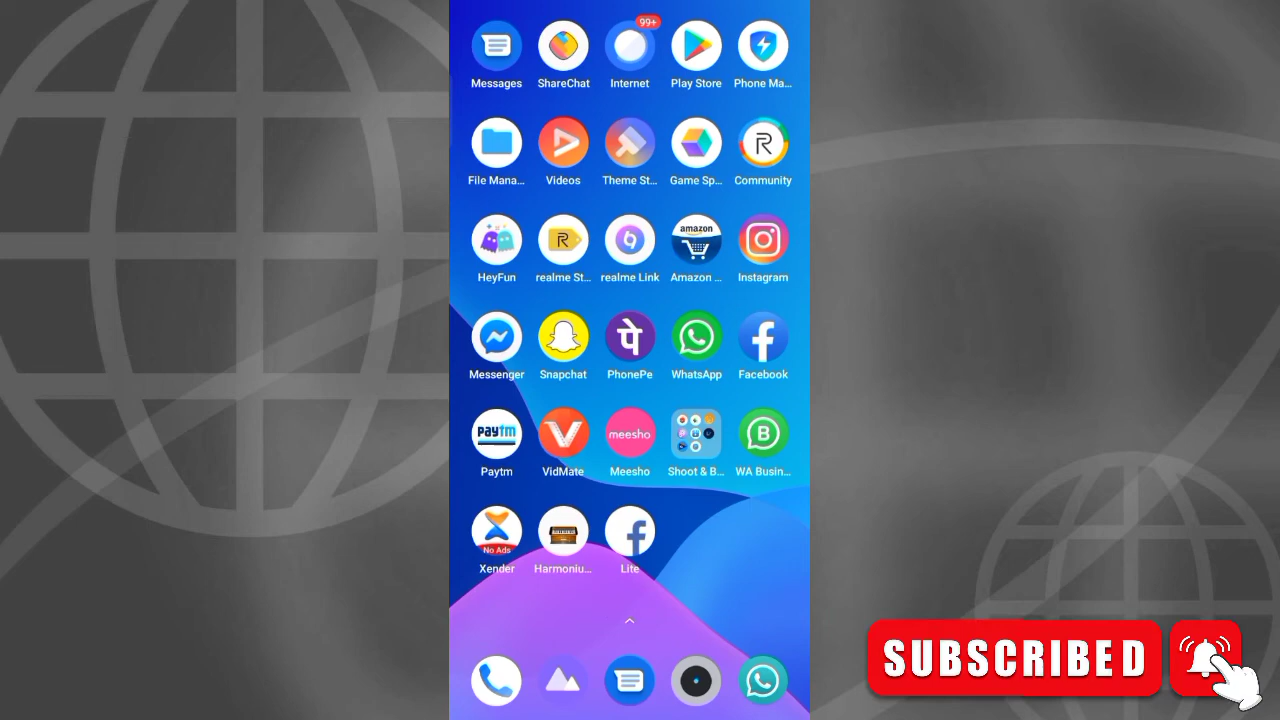 99+
Messages ShareChat Internet Play Store Phone Ma...
File Mana... Videos Theme St... Game Sp... Community
R
amazon
R
HeyFun realme St... realme Link Amazon ... Instagram
पे
Messenger Snapchat PhonePe WhatsApp Facebook
paytm meesho B
Paytm VidMate Meesho Shoot & B... WA Busin...
No Ads
Xender Harmoniu... Lite
SUBSCRIBED